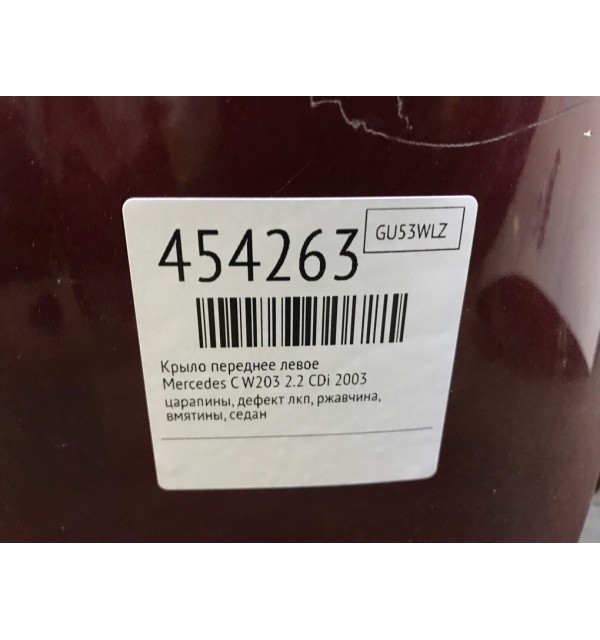 454263
GU53WLZ
Крыло переднее левое
Mercedes C W203 2.2 CDi 2003
царапины, дефект лкп, ржавчина,
вмятины, седан